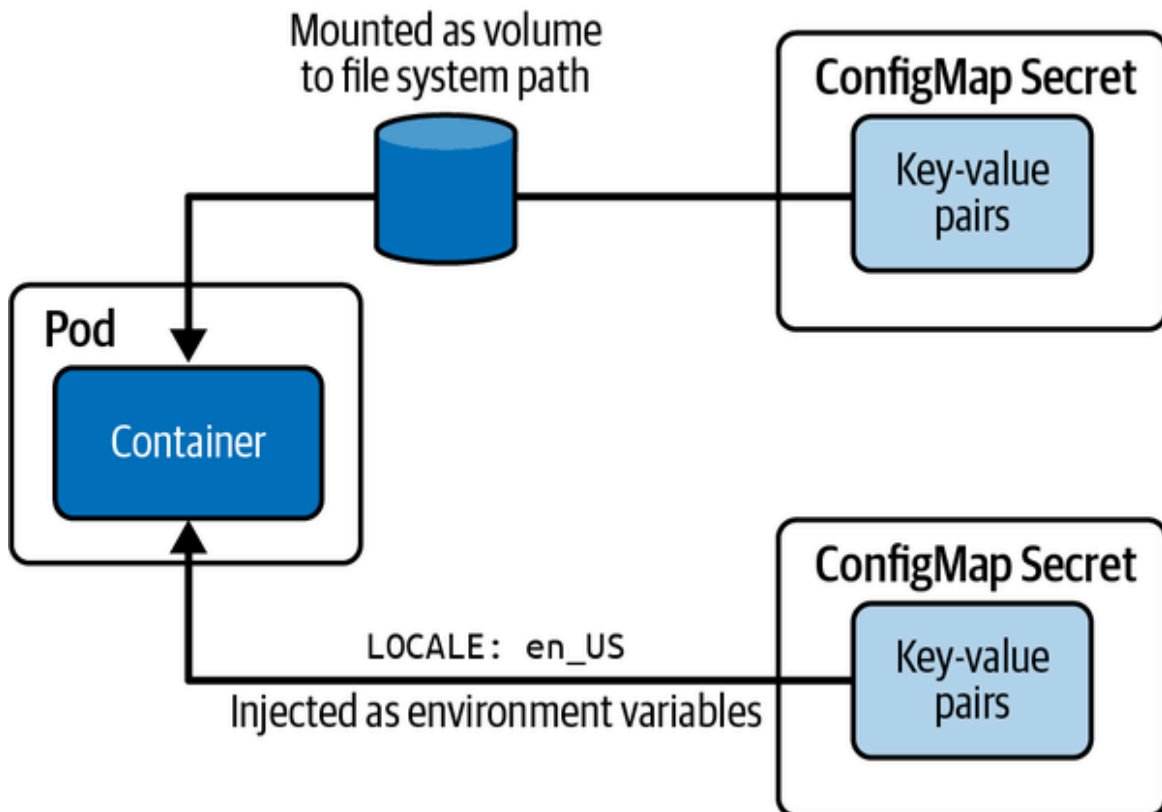 Mounted as volume
to file system path
ConfigMap Secret
Key-value
pairs
Pod
Container
ConfigMap Secret
Key-value
pairs
LOCALE: en_US
Injected as environment variables